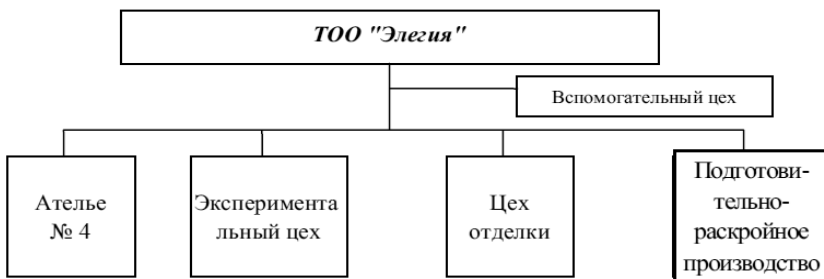 ТОО "Элегия"
Вспомогательный цех
Ателье
№ 4
Эксперимента
льный цех
Цех
отделки
Подготови-
тельно-
раскройное
производство